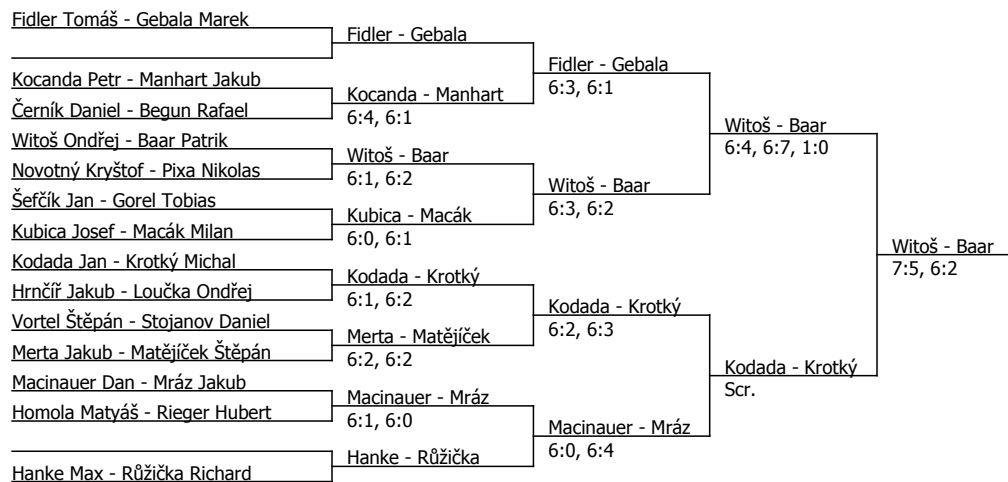 Fidler Tomáš - Gebala Marek
Kocanda Petr - Manhart Jakub
Černík Daniel - Begun Rafael
Witoš Ondřej - Baar Patrik
Novotný Kryštof - Pixa Nikolas
Šefčík Jan - Gorel Tobias
Kubica Josef - Macák Milan
Kodada Jan - Krotký Michal
Hrnčíř Jakub - Loučka Ondřej
Vortel Štěpán - Stojanov Daniel
Merta Jakub - Matějíček Štěpán
Macinauer Dan - Mráz Jakub
Homola Matyáš - Rieger Hubert
Hanke Max - Růžička Richard
Fidler - Gebala
Kocanda - Manhart
6:4, 6:1
Witoš - Baar
6:1, 6:2
Kubica - Macák
6:0, 6:1
Kodada - Krotký
6:1, 6:2
Merta - Matějíček
6:2, 6:2
Macinauer - Mráz
6:1, 6:0
Hanke - Růžička
Fidler - Gebala
6:3, 6:1
Witoš - Baar
6:3, 6:2
Kodada - Krotký
6:2, 6:3
Macinauer - Mráz
6:0, 6:4
Witoš - Baar
6:4, 6:7, 1:0
Kodada - Krotký
Scr.
Witoš - Baar
7:5, 6:2